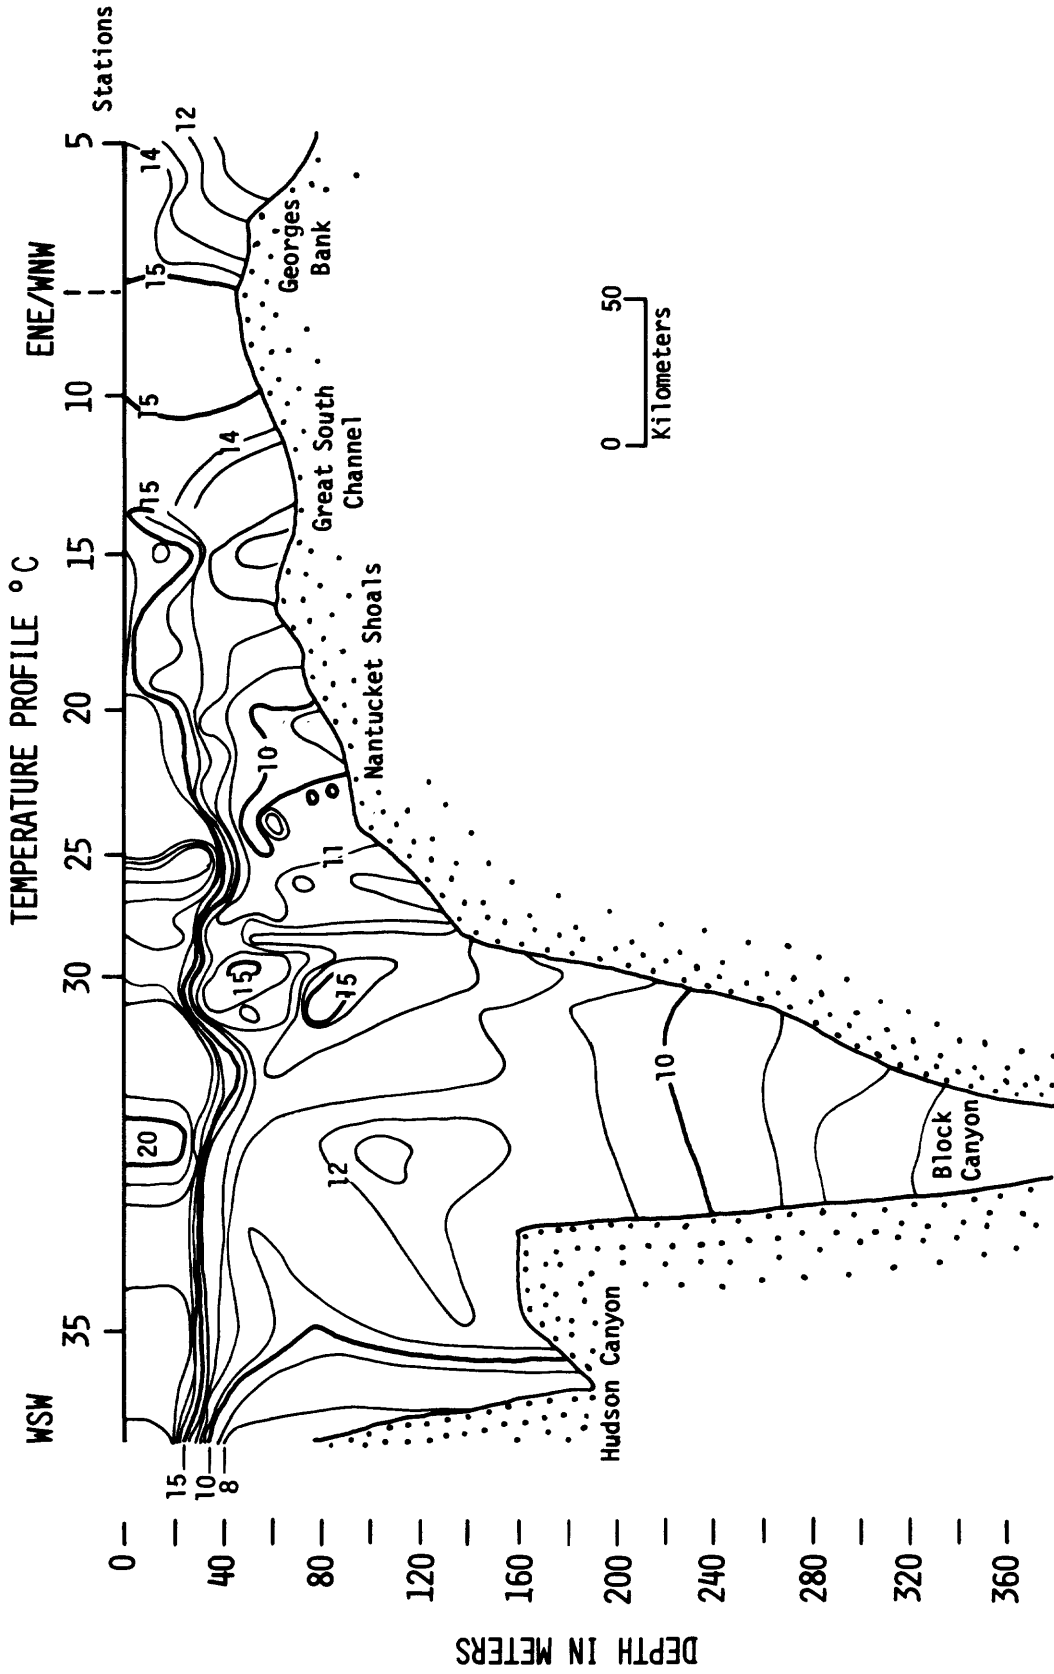 TEMPERATURE PROFILE °C
WSW
ENE/WNW
35
30
25
20
15
10
5
Stations
0
40
80
120
160
200
240
280
320
360
DEPTH IN METERS
15
10
8
20
15
15
12
10
11
10
15
14
15
15
14
12
Hudson Canyon
Block
Canyon
Nantucket Shoals
Great South
Channel
Georges
Bank
0
50
Kilometers